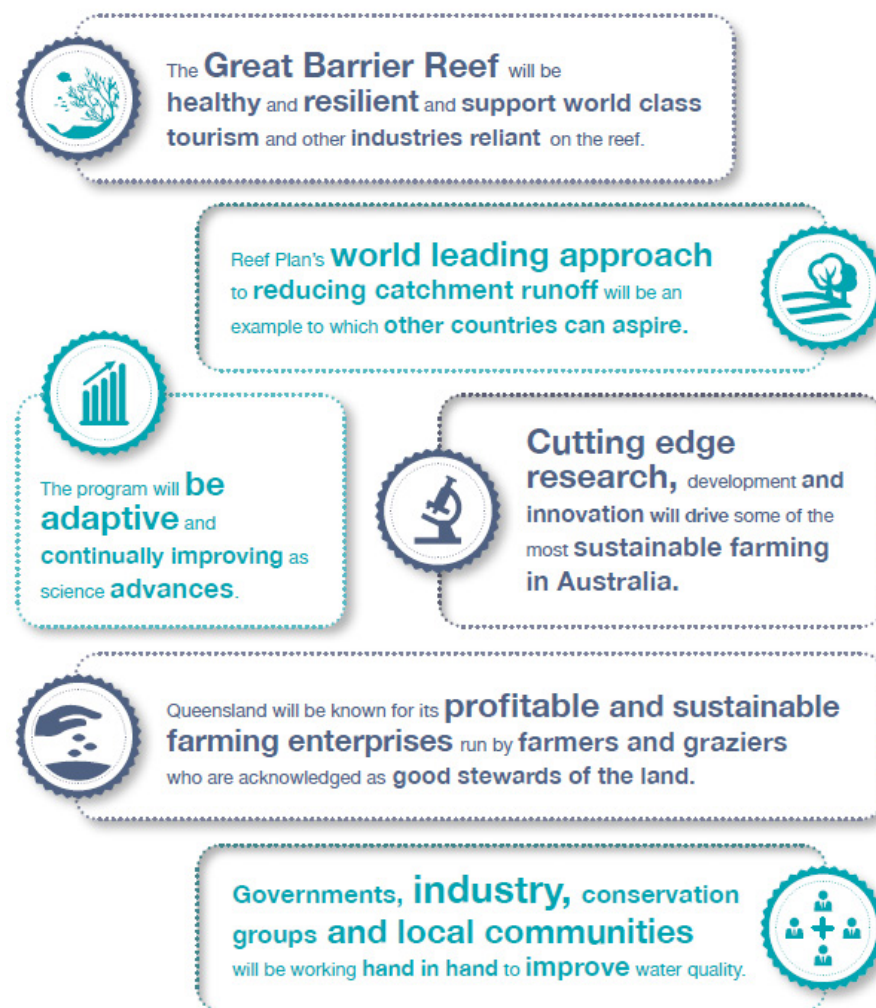 The Great Barrier Reef will be
healthy and resilient and support world class
tourism and other industries reliant on the reef.
Reef Plan's world leading approach
to reducing catchment runoff will be an
example to which other countries can aspire.
The program will be
adaptive and
continually improving as
science advances.
Cutting edge
research, development and
innovation will drive some of the
most sustainable farming
in Australia.
Queensland will be known for its profitable and sustainable
farming enterprises run by farmers and graziers
who are acknowledged as good stewards of the land.
Governments, industry, conservation
groups and local communities
will be working hand in hand to improve water quality.